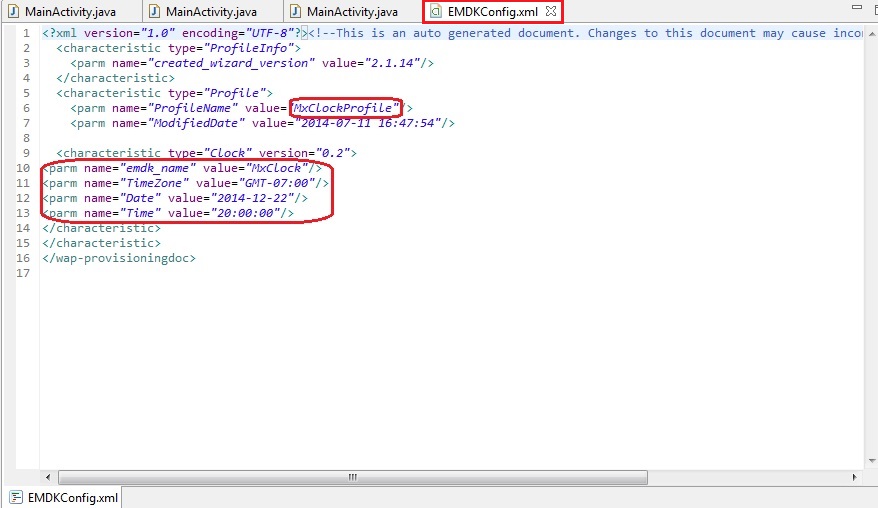 MainActivity.java MainActivity.java MainActivity.java EMDKConfig.xml
1 <?xml version="1.0" encoding="UTF-8"?><!--This is an auto generated document. Changes to this document may cause incor
2 <characteristic type="ProfileInfo">
3 <parm name="created_wizard_version" value="2.1.14"/>
4 </characteristic>
5 <characteristic type="Profile">
6 <parm name="ProfileName" value="MxClockProfile"/>
7 <parm name="ModifiedDate" value="2014-07-11 16:47:54"/>
8
9 <characteristic type="Clock" version="0.2">
10 <parm name="emdk_name" value="MxClock"/>
11 <parm name="TimeZone" value="GMT-07:00"/>
12 <parm name="Date" value="2014-12-22"/>
13 <parm name="Time" value="20:00:00"/>
14 </characteristic>
15 </characteristic>
16 </wap-provisioningdoc>
17
EMDKConfig.xml